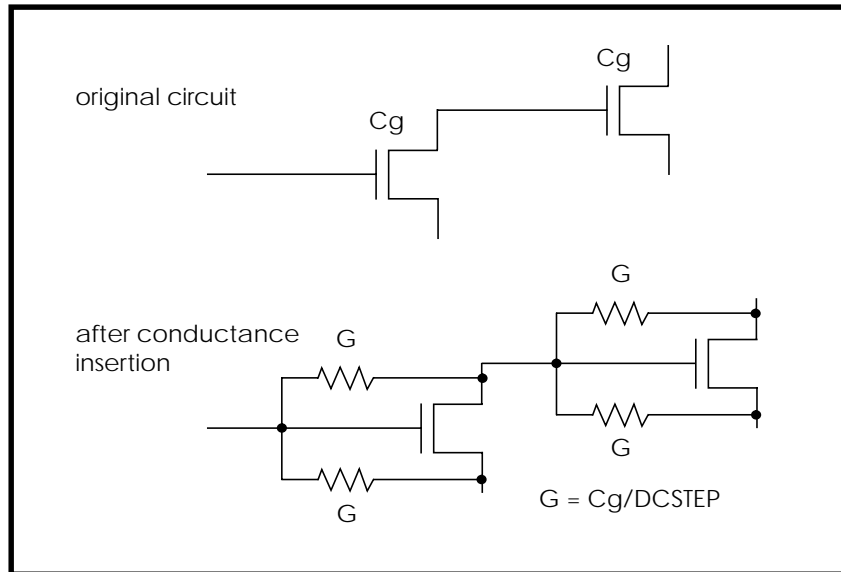 original circuit
Cg
Cg
after conductance
insertion
G
G
G
G
G = Cg/DCSTEP